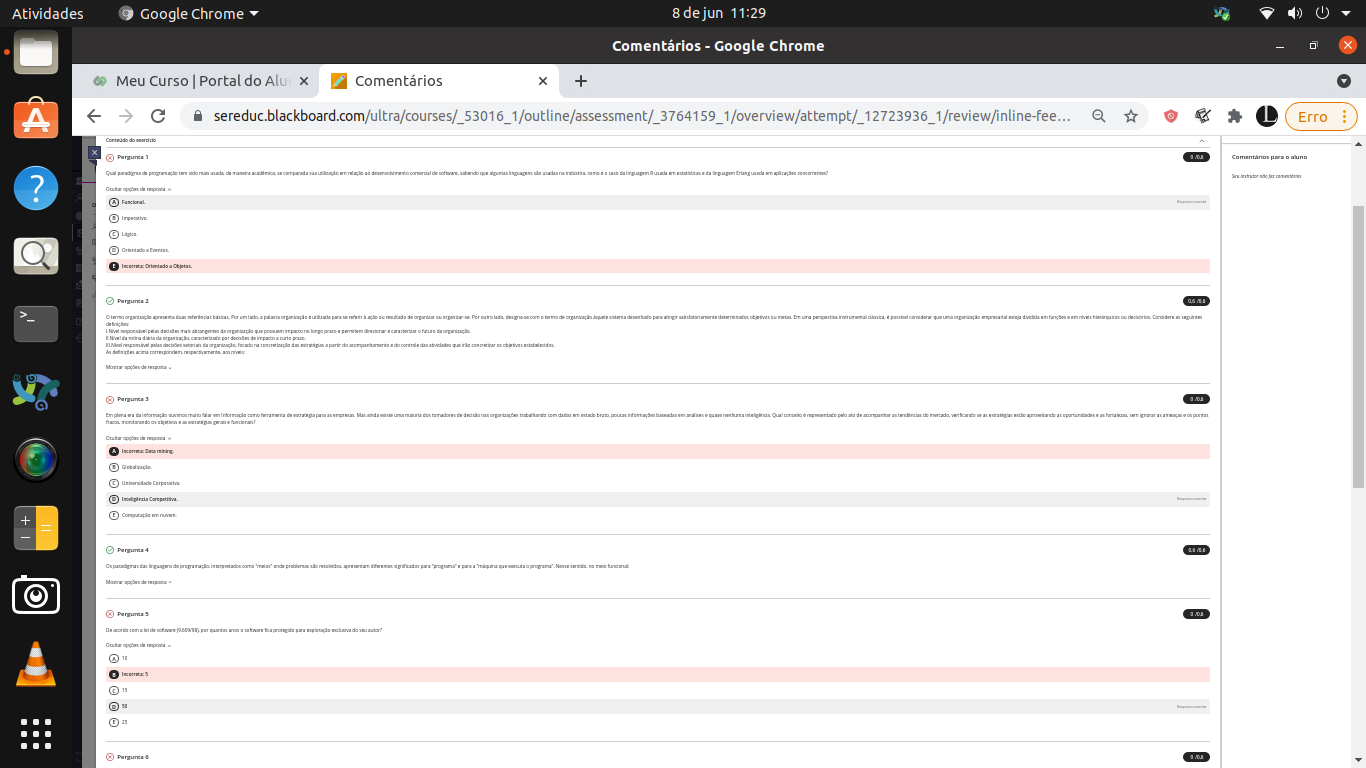 Atividades
Google Chrome
8 de jun 11:29
Comentários - Google Chrome
Meu Curso | Portal do Alu
Comentários
sereduc.blackboard.com/ultra/courses/_53016_1/outline/assessment/_3764159_1/overview/attempt/_12723936_1/review/inline-fee...
Erro
Conteúdo do exercício
Comentários para o aluno
Seu instrutor não fez comentários
Pergunta 1
0 /0,6
Qual paradigma de programação tem sido mais usada, de maneira acadêmica, se comparada sua utilização em relação ao desenvolvimento comercial de software, sabendo que algumas linguagens são usadas na indústria, como é o caso da linguagem R usada em estatísticas e da linguagem Erlang usada em aplicações concorrentes?
Ocultar opções de resposta
A Funcional.
Resposta correta
B Imperativo.
C Lógico.
D Orientado a Eventos.
E Incorreta: Orientado a Objetos.
Pergunta 2
0,6 /0,6
O termo organização apresenta duas referências básicas. Por um lado, a palavra organização é utilizada para se referir à ação ou resultado de organizar ou organizar-se. Por outro lado, designa-se com o termo de organização àquele sistema desenhado para atingir satisfatoriamente determinados objetivos ou metas. Em uma perspectiva instrumental clássica, é possível considerar que uma organização empresarial esteja dividida em funções e em níveis hierárquicos ou decisórios. Considere as seguintes
definições:
I.Nível responsável pelas decisões mais abrangentes da organização que possuem impacto no longo prazo e permitem direcionar e caracterizar o futuro da organização.
II.Nível da rotina diária da organização, caracterizado por decisões de impacto a curto prazo.
III.Nível responsável pelas decisões setoriais da organização, focado na concretização das estratégias a partir do acompanhamento e do controle das atividades que irão concretizar os objetivos estabelecidos.
As definições acima correspondem, respectivamente, aos níveis:
Mostrar opções de resposta
Pergunta 3
0 /0,6
Em plena era da informação ouvimos muito falar em Informação como ferramenta de estratégia para as empresas. Mas ainda existe uma maioria dos tomadores de decisão nas organizações trabalhando com dados em estado bruto, poucas informações baseadas em análises e quase nenhuma inteligência. Qual conceito é representado pelo ato de acompanhar as tendências do mercado, verificando se as estratégias estão aproveitando as oportunidades e as fortalezas, sem ignorar as ameaças e os pontos
fracos, monitorando os objetivos e as estratégias gerais e funcionais?
Ocultar opções de resposta
A Incorreta: Data mining.
B Globalização.
C Universidade Corporativa.
D Inteligência Competitiva.
Resposta correta
E Computação em nuvem.
Pergunta 4
0,6 /0,6
Os paradigmas das linguagens de programação, interpretados como "meios" onde problemas são resolvidos, apresentam diferentes significados para "programa" e para a "máquina que executa o programa". Nesse sentido, no meio funcional:
Mostrar opções de resposta
Pergunta 5
0 /0,6
De acordo com a lei de software (9.609/98), por quantos anos o software fica protegido para exploração exclusiva do seu autor?
Ocultar opções de resposta
A 10
B Incorreta: 5
C 15
D 50
Resposta correta
E 25
Pergunta 6
0 /0,6